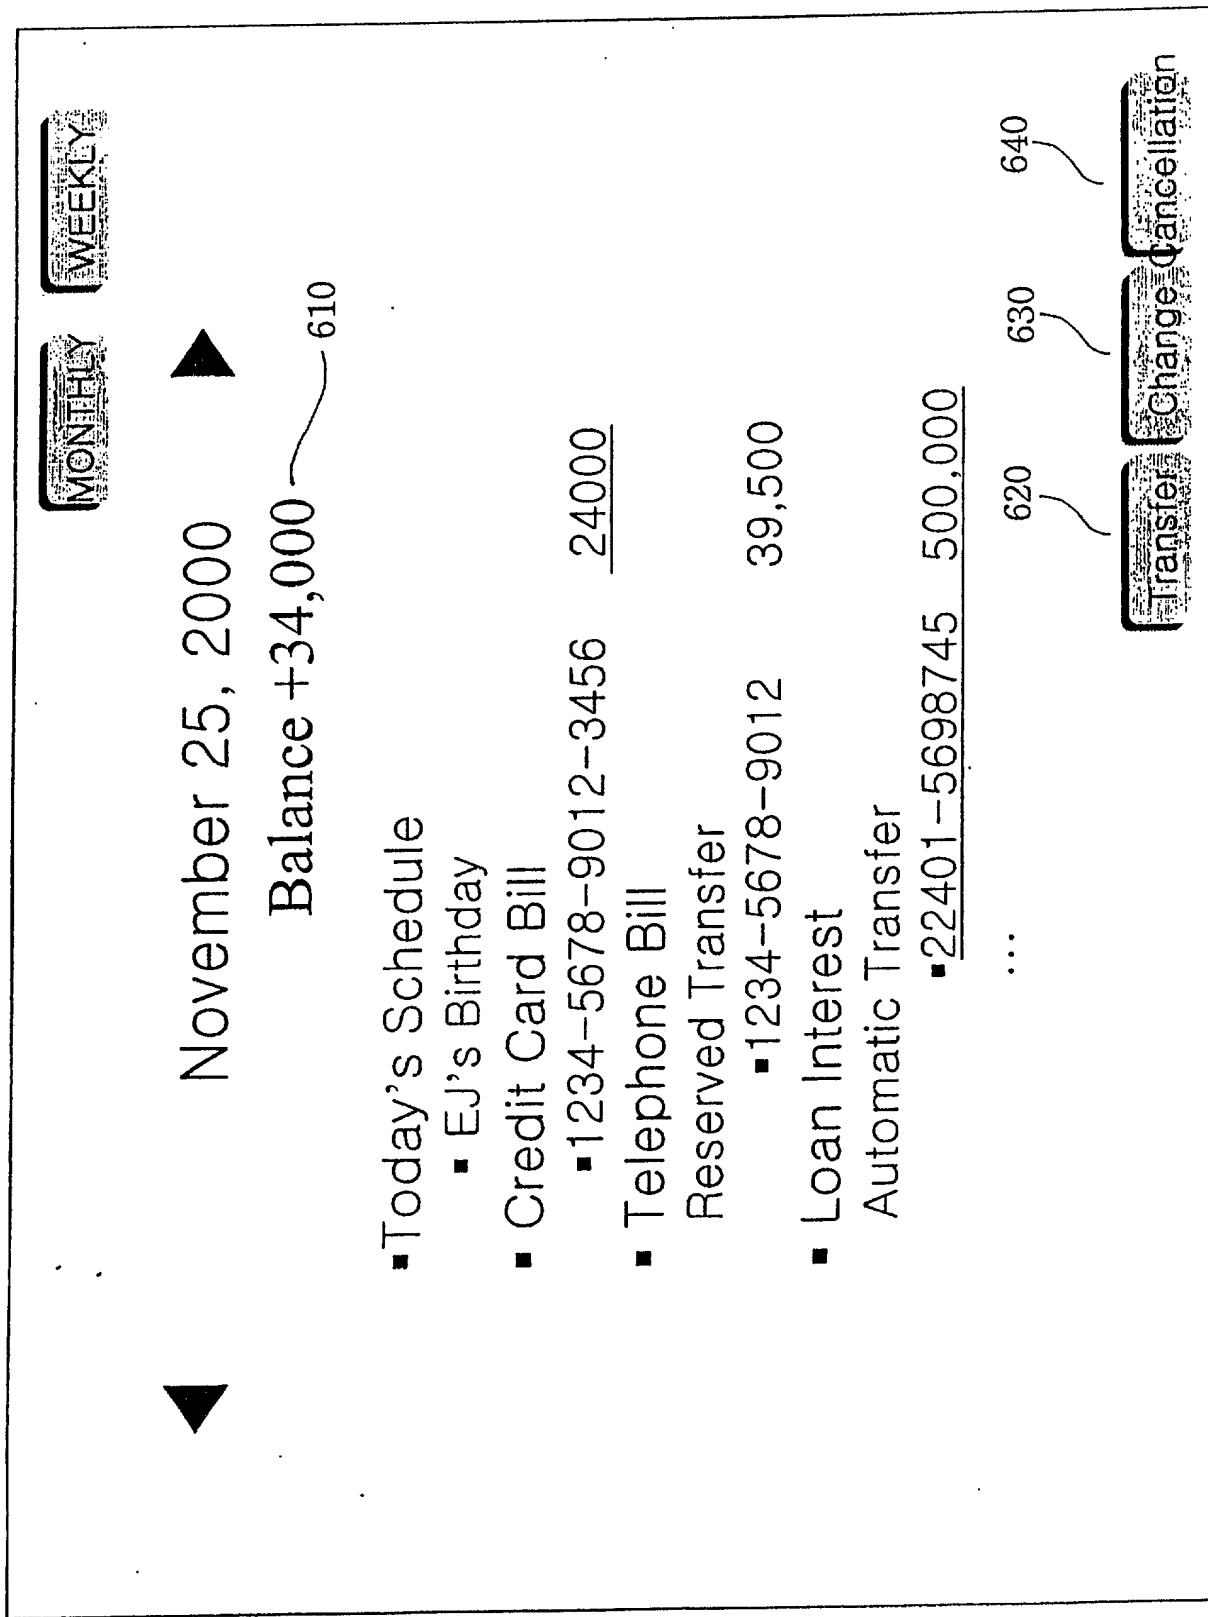 MONTHLY WEEKLY
November 25, 2000
Balance +34,000 610
▪Today's Schedule
▪ EJ's Birthday
▪ Credit Card Bill
▪1234-5678-9012-3456 24000
▪ Telephone Bill
Reserved Transfer
▪1234-5678-9012 39,500
▪ Loan Interest
Automatic Transfer
▪22401-5698745 500,000
...
620 630 640
Transfer Change Cancellation